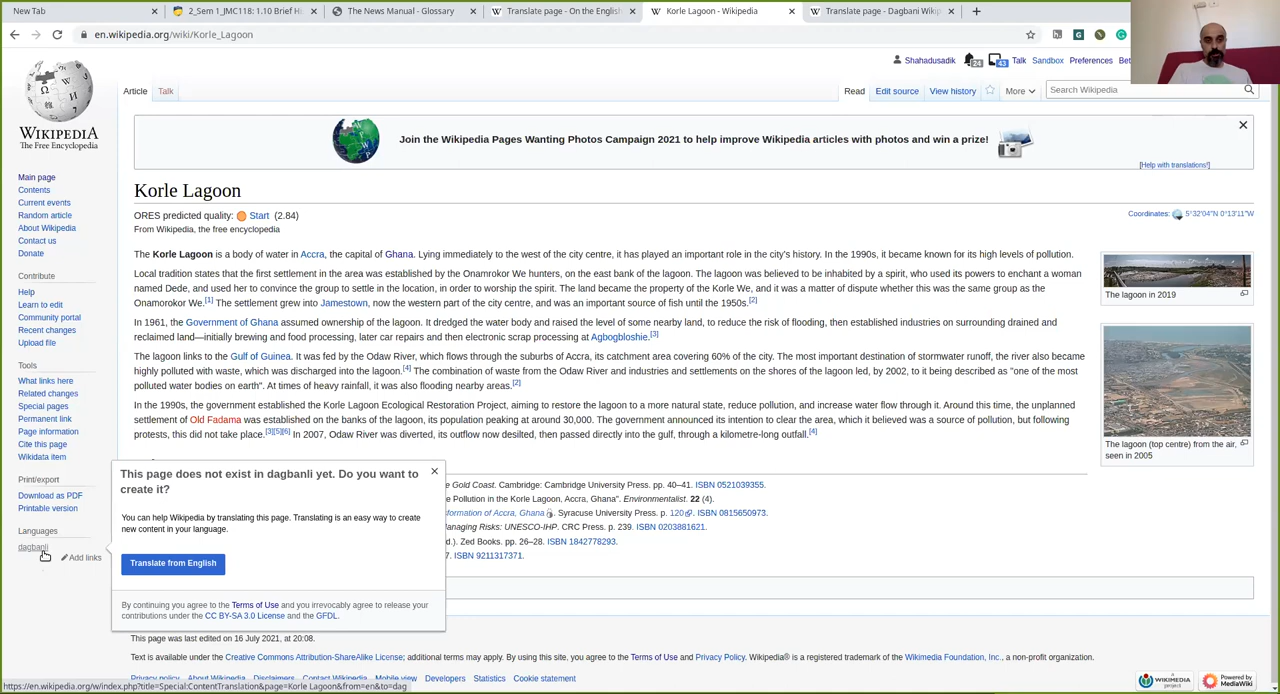 New Tab
2_Sem 1_JMC118: 1.10 Brief Hi
The News Manual - Glossary
Translate page - On the English
Korle Lagoon - Wikipedia
Translate page - Dagbani Wiki
en.wikipedia.org/wiki/Korle_Lagoon
WIKIPEDIA
The Free Encyclopedia
Shahadusadik
24
43
Talk
Sandbox
Preferences
Bet
Article
Talk
Read
Edit source
View history
More
Search Wikipedia
Join the Wikipedia Pages Wanting Photos Campaign 2021 to help improve Wikipedia articles with photos and win a prize!
[Help with translations!]
Main page
Contents
Current events
Random article
About Wikipedia
Contact us
Donate
Contribute
Help
Learn to edit
Community portal
Recent changes
Upload file
Tools
What links here
Related changes
Special pages
Permanent link
Page information
Cite this page
Wikidata item
Print/export
Download as PDF
Printable version
Languages
dagbanli
Add links
Korle Lagoon
ORES predicted quality: Start (2.84)
From Wikipedia, the free encyclopedia
Coordinates: 5°32′04″N 0°13′11″W
The Korle Lagoon is a body of water in Accra, the capital of Ghana. Lying immediately to the west of the city centre, it has played an important role in the city's history. In the 1990s, it became known for its high levels of pollution.
Local tradition states that the first settlement in the area was established by the Onamrokor We hunters, on the east bank of the lagoon. The lagoon was believed to be inhabited by a spirit, who used its powers to enchant a woman
named Dede, and used her to convince the group to settle in the location, in order to worship the spirit. The land became the property of the Korle We, and it was a matter of dispute whether this was the same group as the
Onamorokor We.[1] The settlement grew into Jamestown, now the western part of the city centre, and was an important source of fish until the 1950s.[2]
In 1961, the Government of Ghana assumed ownership of the lagoon. It dredged the water body and raised the level of some nearby land, to reduce the risk of flooding, then established industries on surrounding drained and
reclaimed land—initially brewing and food processing, later car repairs and then electronic scrap processing at Agbogbloshie.[3]
The lagoon links to the Gulf of Guinea. It was fed by the Odaw River, which flows through the suburbs of Accra, its catchment area covering 60% of the city. The most important destination of stormwater runoff, the river also became
highly polluted with waste, which was discharged into the lagoon.[4] The combination of waste from the Odaw River and industries and settlements on the shores of the lagoon led, by 2002, to it being described as "one of the most
polluted water bodies on earth". At times of heavy rainfall, it was also flooding nearby areas.[2]
In the 1990s, the government established the Korle Lagoon Ecological Restoration Project, aiming to restore the lagoon to a more natural state, reduce pollution, and increase water flow through it. Around this time, the unplanned
settlement of Old Fadama was established on the banks of the lagoon, its population peaking at around 30,000. The government announced its intention to clear the area, which it believed was a source of pollution, but following
protests, this did not take place.[3][5][6] In 2007, Odaw River was diverted, its outflow now desilted, then passed directly into the gulf, through a kilometre-long outfall.[4]
The lagoon in 2019
The lagoon (top centre) from the air,
seen in 2005
This page does not exist in dagbanli yet. Do you want to
create it?
You can help Wikipedia by translating this page. Translating is an easy way to create
new content in your language.
Translate from English
By continuing you agree to the Terms of Use and you irrevocably agree to release your
contributions under the CC BY-SA 3.0 License and the GFDL.
e Gold Coast. Cambridge: Cambridge University Press. pp. 40–41. ISBN 0521039355.
e Pollution in the Korle Lagoon, Accra, Ghana". Environmentalist. 22 (4).
formation of Accra, Ghana. Syracuse University Press. p. 120. ISBN 0815650973.
anaging Risks: UNESCO-IHP. CRC Press. p. 239. ISBN 0203881621.
d.). Zed Books. pp. 26–28. ISBN 1842778293.
7. ISBN 9211317371.
This page was last edited on 16 July 2021, at 20:08.
Text is available under the Creative Commons Attribution-ShareAlike License; additional terms may apply. By using this site, you agree to the Terms of Use and Privacy Policy. Wikipedia® is a registered trademark of the Wikimedia Foundation, Inc., a non-profit organization.
Privacy policy
About Wikipedia
Disclaimers
Contact Wikipedia
Mobile view
Developers
Statistics
Cookie statement
WIKIMEDIA
project
Powered by
MediaWiki
https://en.wikipedia.org/w/index.php?title=Special:ContentTranslation&page=Korle Lagoon&from=en&to=dag